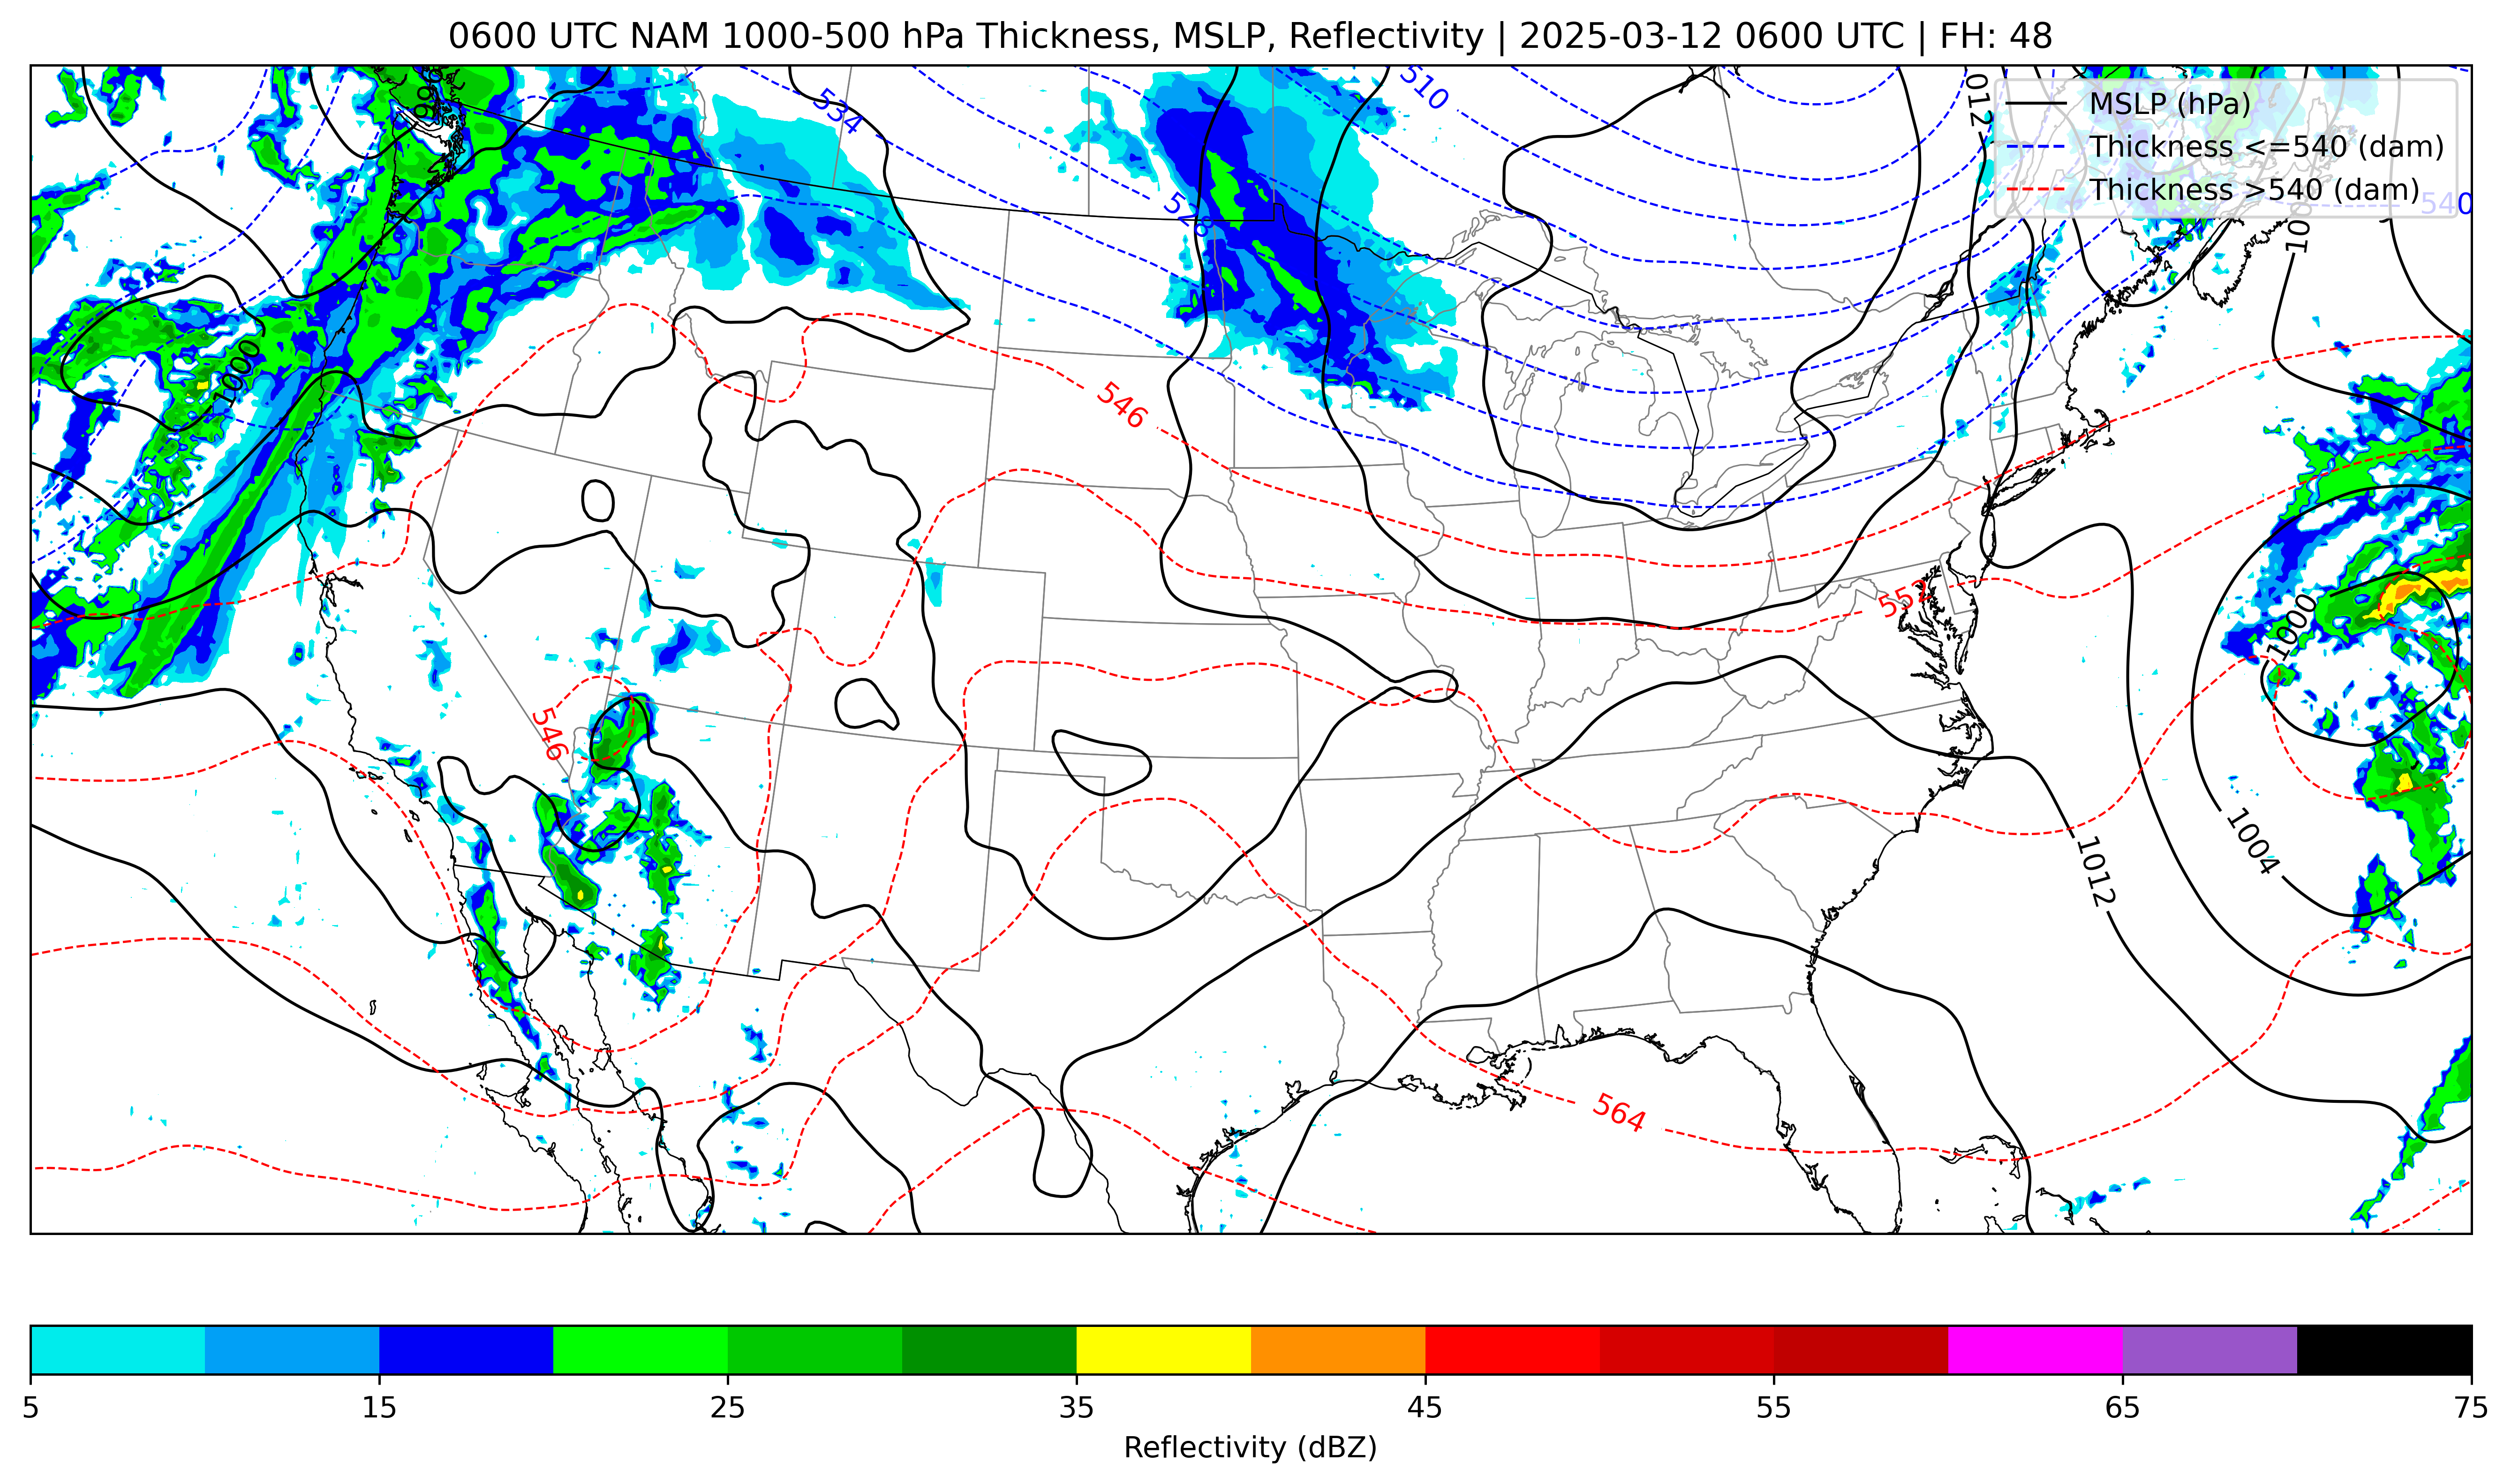 0600 UTC NAM 1000-500 hPa Thickness, MSLP, Reflectivity | 2025-03-12 0600 UTC | FH: 48
MSLP (hPa)
Thickness <=540 (dam)
Thickness >540 (dam)
534
510
528
540
1000
546
552
1000
546
1004
1012
564
5 15 25 35 45 55 65 75
Reflectivity (dBZ)